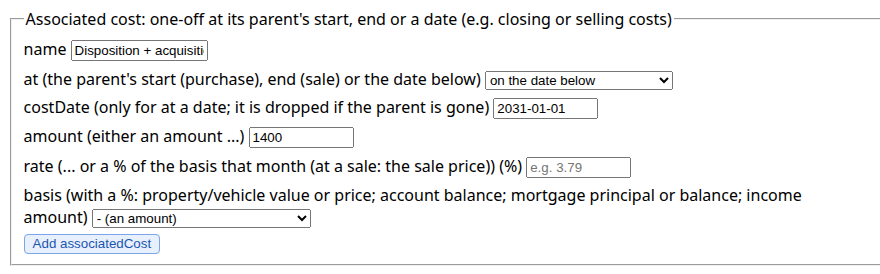 Associated cost: one-off at its parent's start, end or a date (e.g. closing or selling costs)
name Disposition + acquisiti
at (the parent's start (purchase), end (sale) or the date below) on the date below
costDate (only for at a date; it is dropped if the parent is gone) 2031-01-01
amount (either an amount ...) 1400
rate (... or a % of the basis that month (at a sale: the sale price)) (%) e.g. 3.79
basis (with a %: property/vehicle value or price; account balance; mortgage principal or balance; income
amount) - (an amount)
Add associatedCost